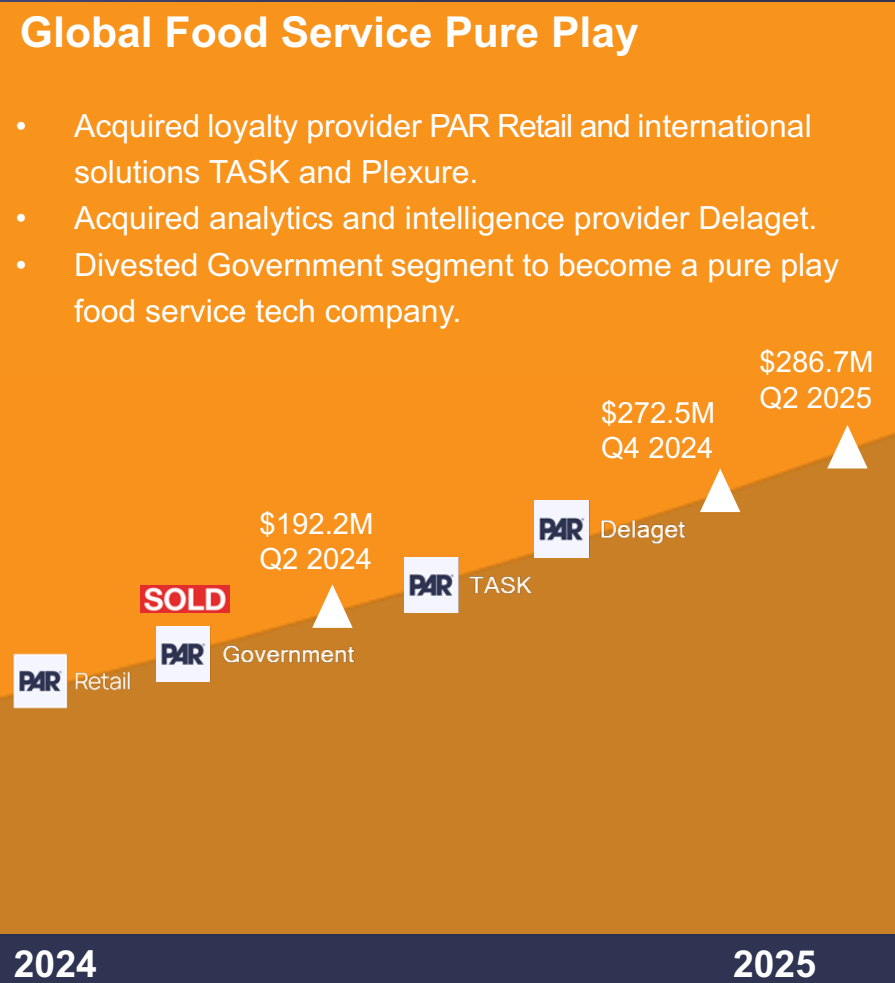 Global Food Service Pure Play
• Acquired loyalty provider PAR Retail and international
solutions TASK and Plexure.
• Acquired analytics and intelligence provider Delaget.
• Divested Government segment to become a pure play
food service tech company.
$286.7M
Q2 2025
$272.5M
Q4 2024
$192.2M
Q2 2024
PAR Delaget
PAR TASK
SOLD
PAR Government
PAR Retail
2024 2025